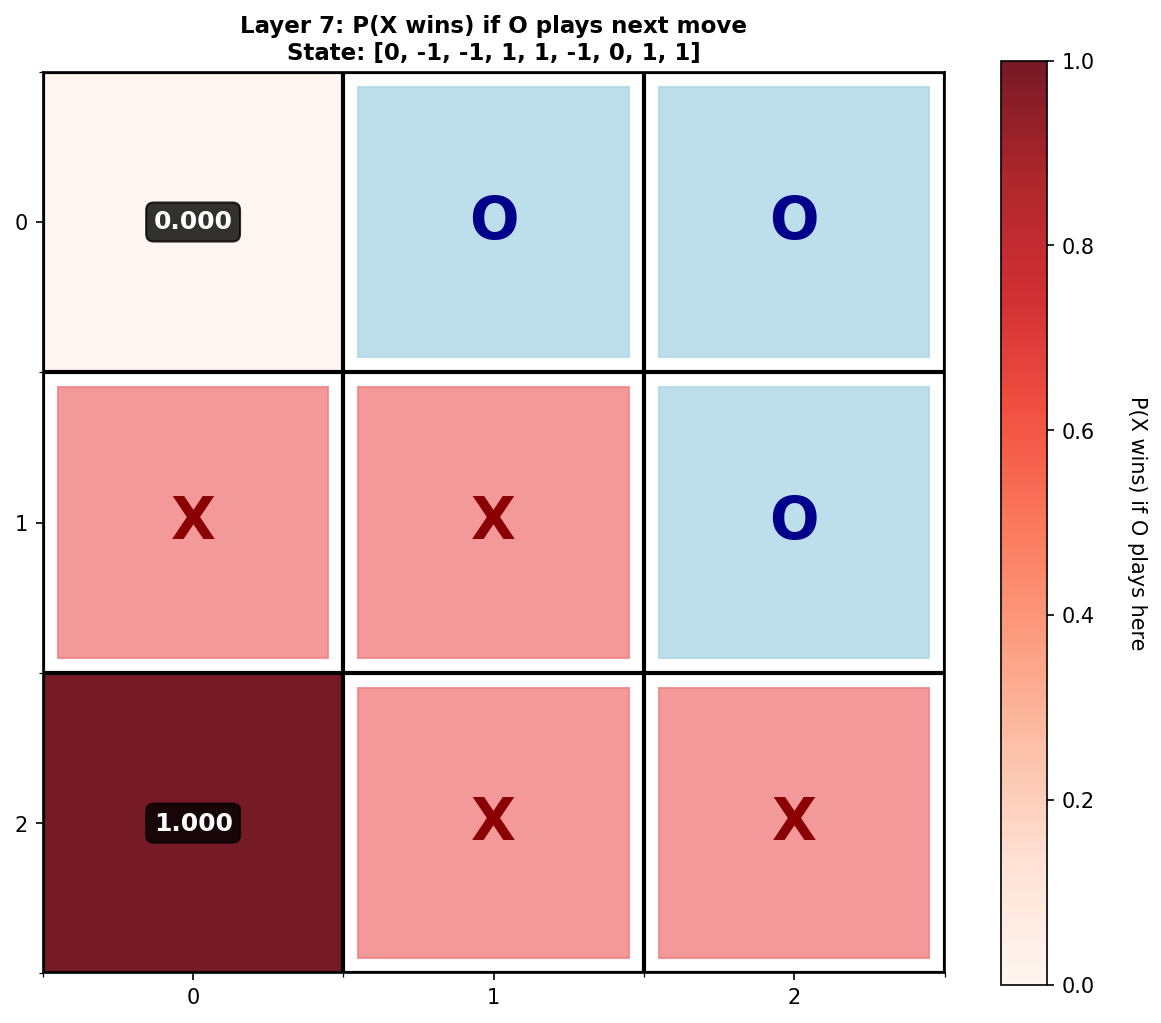 Layer 7: P(X wins) if O plays next move
State: [0, -1, -1, 1, 1, -1, 0, 1, 1]
0
0.000
O
O
1
X
X
O
2
1.000
X
X
0
1
2
1.0
0.8
0.6
0.4
0.2
0.0
P(X wins) if O plays here